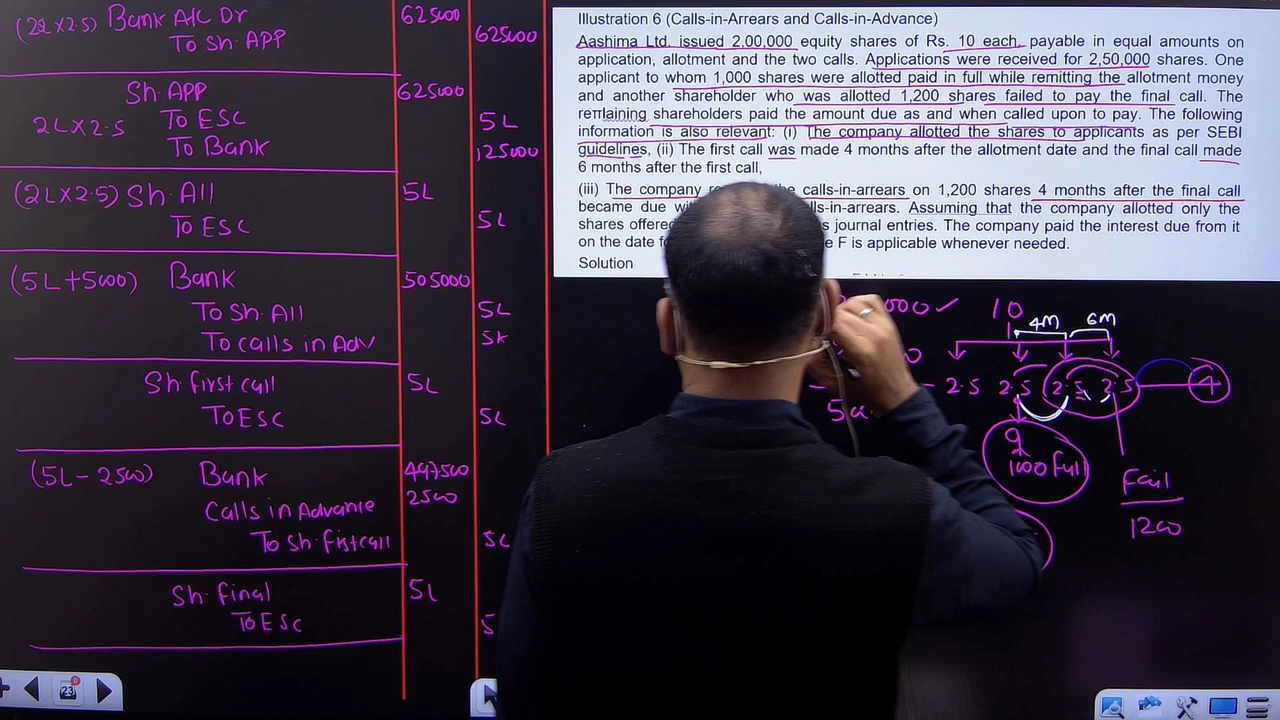 (2L×2.5) Bank A/c Dr 625000
To Sh. APP 625000
Sh. APP 625000
2L×2.5 To ESC 5L
To Bank 125000
(2L×2.5) Sh. All 5L
To ESC 5L
(5L+5000) Bank 505000
To Sh. All 5L
To calls in Adv 5k
Sh. first call 5L
To ESC 5L
(5L-2500) Bank 497500
Calls in Advance 2500
To Sh. firstcall 5L
Sh. final 5L
To ESC 5
23
Illustration 6 (Calls-in-Arrears and Calls-in-Advance)
Aashima Ltd. issued 2,00,000 equity shares of Rs. 10 each, payable in equal amounts on
application, allotment and the two calls. Applications were received for 2,50,000 shares. One
applicant to whom 1,000 shares were allotted paid in full while remitting the allotment money
and another shareholder who was allotted 1,200 shares failed to pay the final call. The
remaining shareholders paid the amount due as and when called upon to pay. The following
information is also relevant: (i) The company allotted the shares to applicants as per SEBI
guidelines, (ii) The first call was made 4 months after the allotment date and the final call made
6 months after the first call,
(iii) The company calls-in-arrears on 1,200 shares 4 months after the final call
became due lls-in-arrears. Assuming that the company allotted only the
shares offered s journal entries. The company paid the interest due from it
on the date fo e F is applicable whenever needed.
Solution
000 ✓ 10
4M 6M
2.5 2.5 2.5 2.5 4
1000 Full
Fail
1200